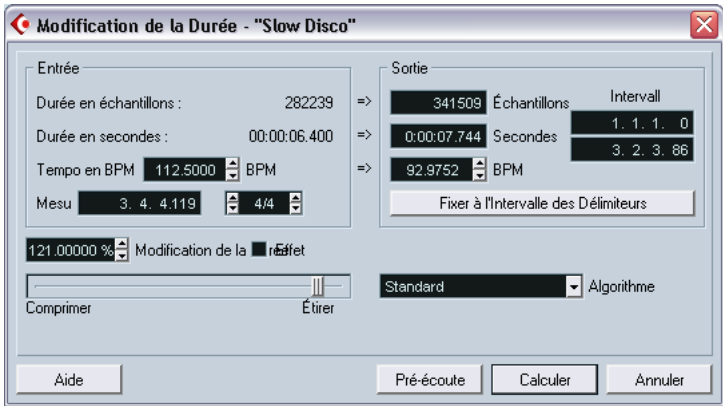 Modification de la Durée - "Slow Disco"
Entrée
Durée en échantillons : 282239 =>
Durée en secondes : 00:00:06.400 =>
Tempo en BPM 112.5000 BPM =>
Mesu 3. 4. 4.119 4/4
Sortie
341509 Échantillons
0:00:07.744 Secondes
92.9752 BPM
Intervall
1. 1. 1. 0
3. 2. 3. 86
Fixer à l'Intervalle des Délimiteurs
121.00000 % Modification de la Effet
Comprimer Étirer
Standard Algorithme
Aide Pré-écoute Calculer Annuler